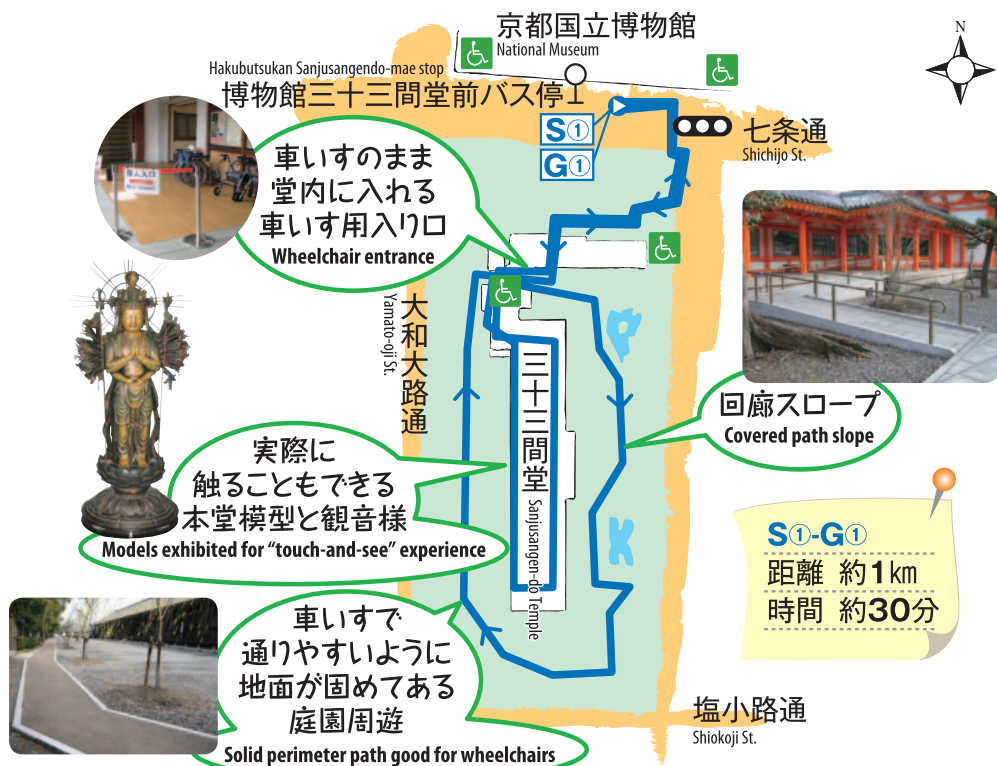 京都国立博物館
National Museum
N
Hakubutsukan Sanjusangendo-mae stop
博物館三十三間堂前バス停
S①
G①
七条通
Shichijo St.
車いすのまま
堂内に入れる
車いす用入り口
Wheelchair entrance
大和大路通
Yamato-oji St.
三十三間堂
Sanjusangen-do Temple
回廊スロープ
Covered path slope
実際に
触ることもできる
本堂模型と観音様
Models exhibited for “touch-and-see” experience
S①-G①
距離 約1km
時間 約30分
車いすで
通りやすいように
地面が固めてある
庭園周遊
Solid perimeter path good for wheelchairs
塩小路通
Shiokoji St.